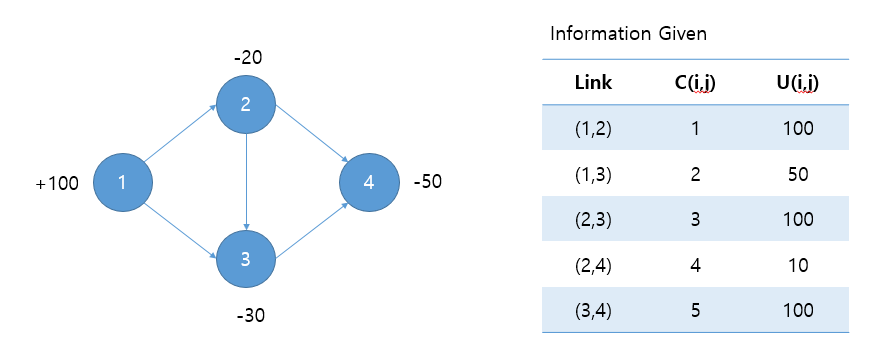 -20
2
+100
1
4
-50
3
-30
Information Given
Link C(i,j) U(i,j)
(1,2) 1 100
(1,3) 2 50
(2,3) 3 100
(2,4) 4 10
(3,4) 5 100